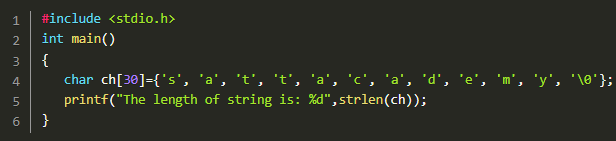 1 #include <stdio.h>
2 int main()
3 {
4 char ch[30]={'s', 'a', 't', 't', 'a', 'c', 'a', 'd', 'e', 'm', 'y', '\0'};
5 printf("The length of string is: %d",strlen(ch));
6 }